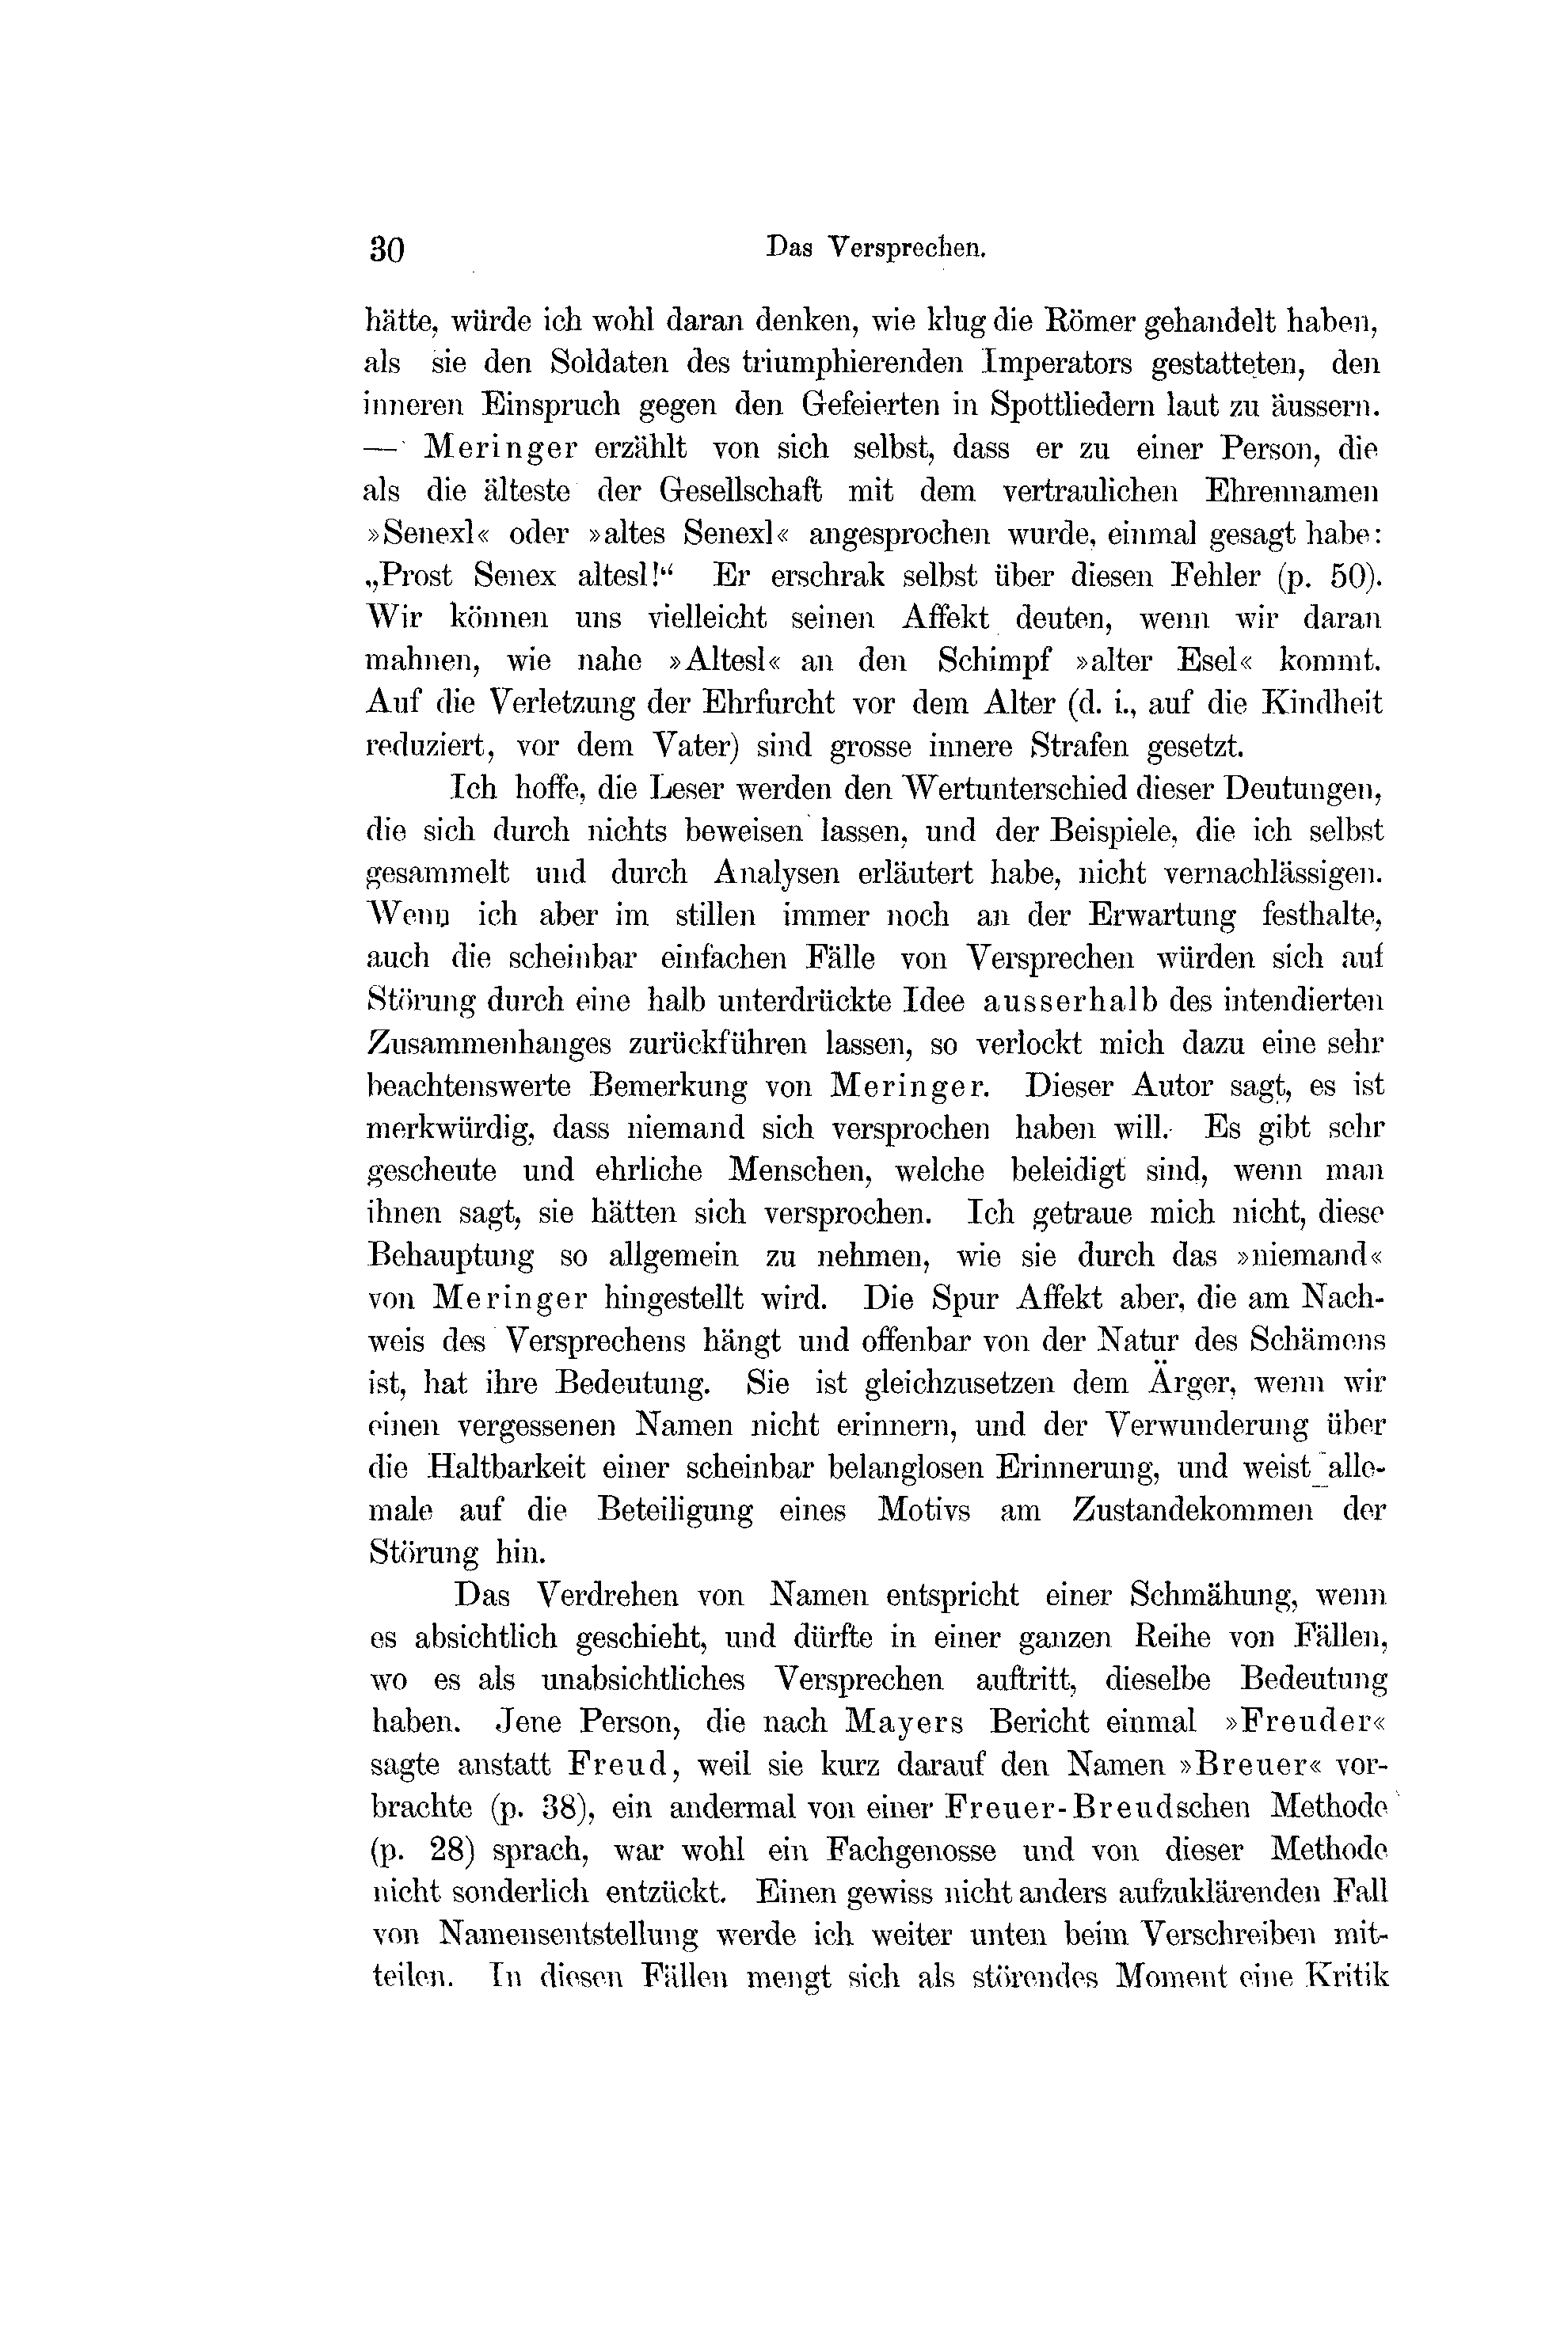 30 Das Versprechen.
hätte, würde ich wohl daran denken, wie klug die Römer gehandelt haben,
als sie den Soldaten des triumphierenden Imperators gestatteten, den
inneren Einspruch gegen den Gefeierten in Spottliedern laut zu äussern.
— Meringer erzählt von sich selbst, dass er zu einer Person, die
als die älteste der Gesellschaft mit dem vertraulichen Ehrennamen
»Senexl« oder »altes Senexl« angesprochen wurde, einmal gesagt habe:
„Prost Senex altesl!“ Er erschrak selbst über diesen Fehler (p. 50).
Wir können uns vielleicht seinen Affekt deuten, wenn wir daran
mahnen, wie nahe »Altesl« an den Schimpf »alter Esel« kommt.
Auf die Verletzung der Ehrfurcht vor dem Alter (d. i., auf die Kindheit
reduziert, vor dem Vater) sind grosse innere Strafen gesetzt.
Ich hoffe, die Leser werden den Wertunterschied dieser Deutungen,
die sich durch nichts beweisen lassen, und der Beispiele, die ich selbst
gesammelt und durch Analysen erläutert habe, nicht vernachlässigen.
Wenn ich aber im stillen immer noch an der Erwartung festhalte,
auch die scheinbar einfachen Fälle von Versprechen würden sich auf
Störung durch eine halb unterdrückte Idee ausserhalb des intendierten
Zusammenhanges zurückführen lassen, so verlockt mich dazu eine sehr
beachtenswerte Bemerkung von Meringer. Dieser Autor sagt, es ist
merkwürdig, dass niemand sich versprochen haben will. Es gibt sehr
gescheute und ehrliche Menschen, welche beleidigt sind, wenn man
ihnen sagt, sie hätten sich versprochen. Ich getraue mich nicht, diese
Behauptung so allgemein zu nehmen, wie sie durch das »niemand«
von Meringer hingestellt wird. Die Spur Affekt aber, die am Nach-
weis des Versprechens hängt und offenbar von der Natur des Schämens
ist, hat ihre Bedeutung. Sie ist gleichzusetzen dem Ärger, wenn wir
einen vergessenen Namen nicht erinnern, und der Verwunderung über
die Haltbarkeit einer scheinbar belanglosen Erinnerung, und weist alle-
male auf die Beteiligung eines Motivs am Zustandekommen der
Störung hin.
Das Verdrehen von Namen entspricht einer Schmähung, wenn
es absichtlich geschieht, und dürfte in einer ganzen Reihe von Fällen,
wo es als unabsichtliches Versprechen auftritt, dieselbe Bedeutung
haben. Jene Person, die nach Mayers Bericht einmal »Freuder«
sagte anstatt Freud, weil sie kurz darauf den Namen »Breuer« vor-
brachte (p. 38), ein andermal von einer Freuer-Breudschen Methode
(p. 28) sprach, war wohl ein Fachgenosse und von dieser Methode
nicht sonderlich entzückt. Einen gewiss nicht anders aufzuklärenden Fall
von Namensentstellung werde ich weiter unten beim Verschreiben mit-
teilen. In diesen Fällen mengt sich als störendes Moment eine Kritik